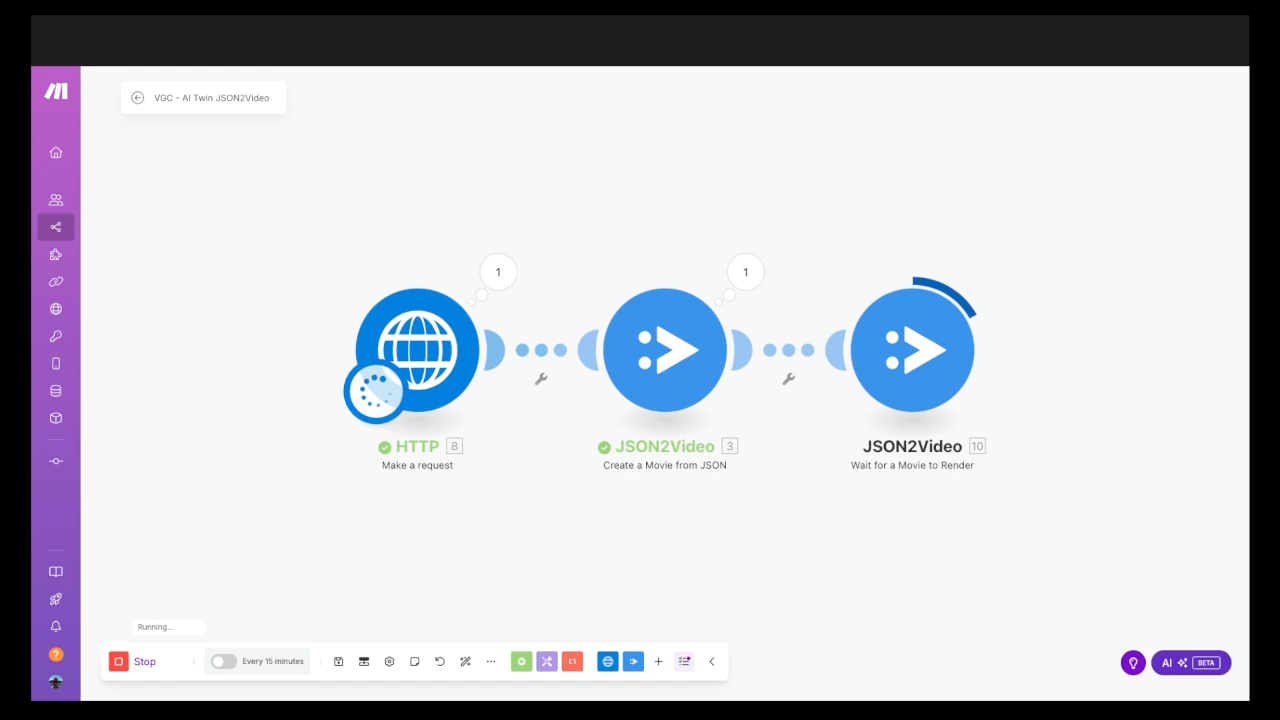 VGC - AI Twin JSON2Video
1
1
HTTP 8
Make a request
JSON2Video 3
Create a Movie from JSON
JSON2Video 10
Wait for a Movie to Render
Running...
Stop
Every 15 minutes
AI BETA
?